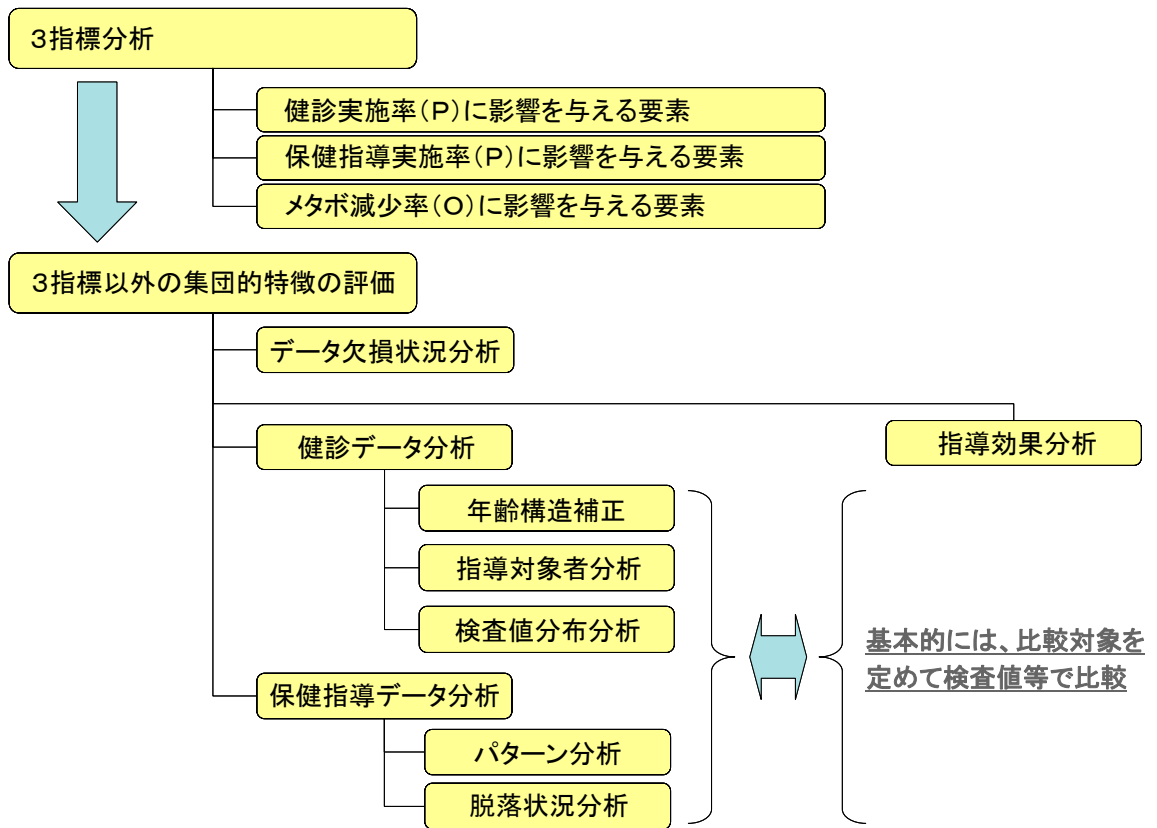 ３指標分析
健診実施率（P）に影響を与える要素
保健指導実施率（P）に影響を与える要素
メタボ減少率（O）に影響を与える要素
３指標以外の集団的特徴の評価
データ欠損状況分析
指導効果分析
健診データ分析
年齢構造補正
指導対象者分析
検査値分布分析
基本的には、比較対象を
定めて検査値等で比較
保健指導データ分析
パターン分析
脱落状況分析